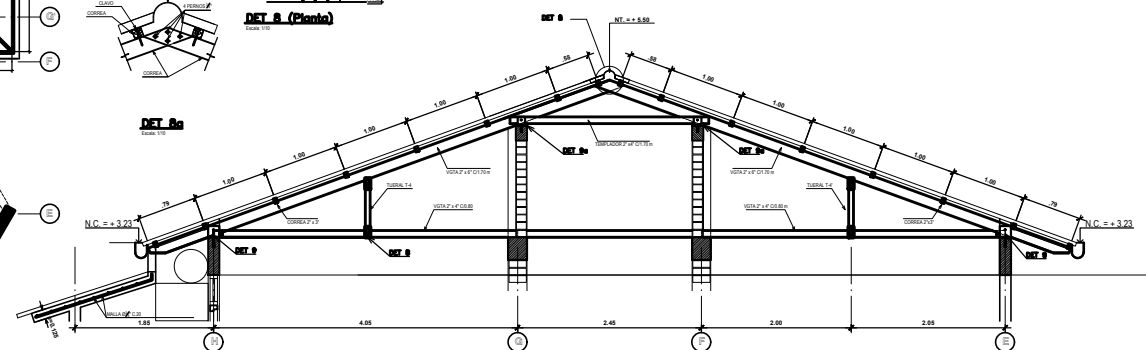 CLAVO
4 PERNOS
CORREA
CORREA
DET 8 (Planta)
Escala: 1/10
DET 8a
Escala: 1/10
G'
F
E
DET 8
NT. = + 5.50
.79
1.00
1.00
1.00
1.00
1.00
.58
.58
1.00
1.00
1.00
1.00
1.00
.79
TEMPLADOR 2" x4" C/1.70 m
DET 9a
DET 9a
VGTA 2" x 6" C/1.70 m
VGTA 2" x 6" C/1.70 m
TIJERAL T-4
TIJERAL T-4'
VGTA 2" x 4" C/0.80
VGTA 2" x 4" C/0.80
CORREA 2" x 3"
CORREA 2"x3"
N.C. = + 3.23
N.C. = + 3.23
DET 9
DET 8
DET 9
1.85
4.05
2.45
2.00
2.05
H
G
F
E